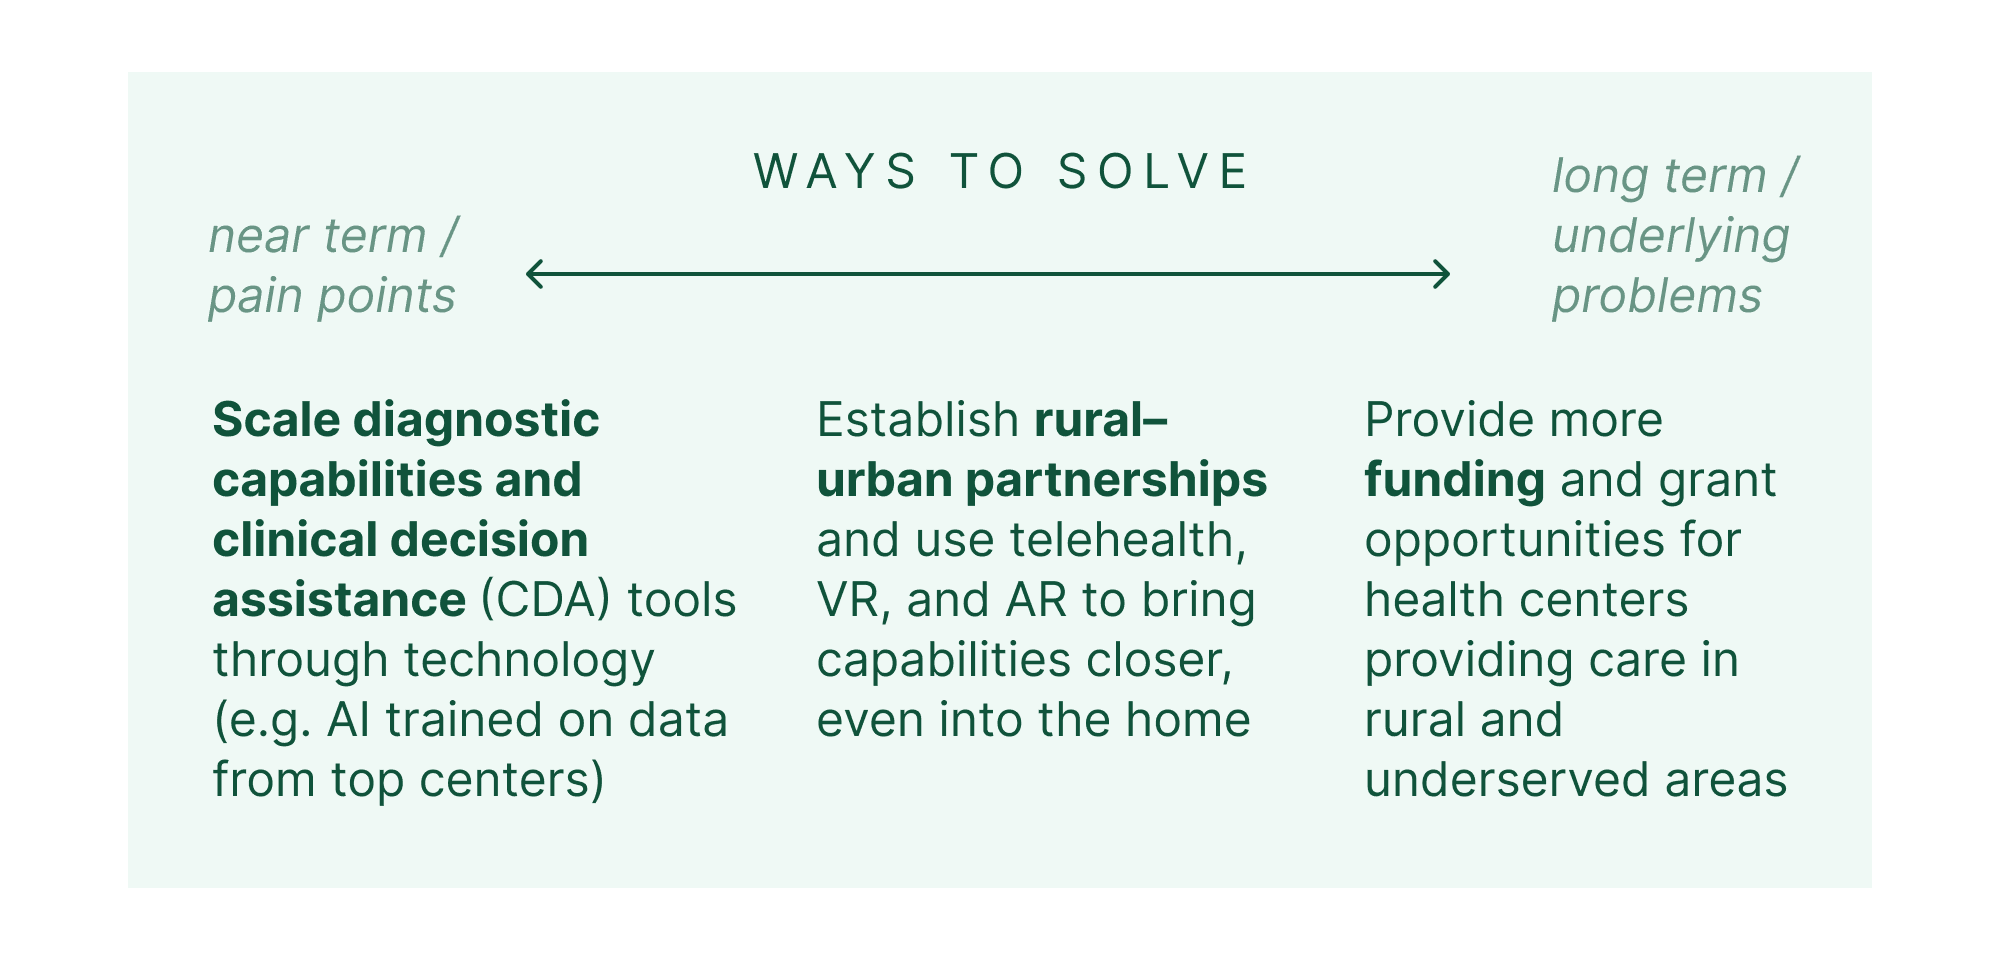 WAYS TO SOLVE
near term /
pain points
long term /
underlying
problems
Scale diagnostic
capabilities and
clinical decision
assistance (CDA) tools
through technology
(e.g. AI trained on data
from top centers)
Establish rural–
urban partnerships
and use telehealth,
VR, and AR to bring
capabilities closer,
even into the home
Provide more
funding and grant
opportunities for
health centers
providing care in
rural and
underserved areas